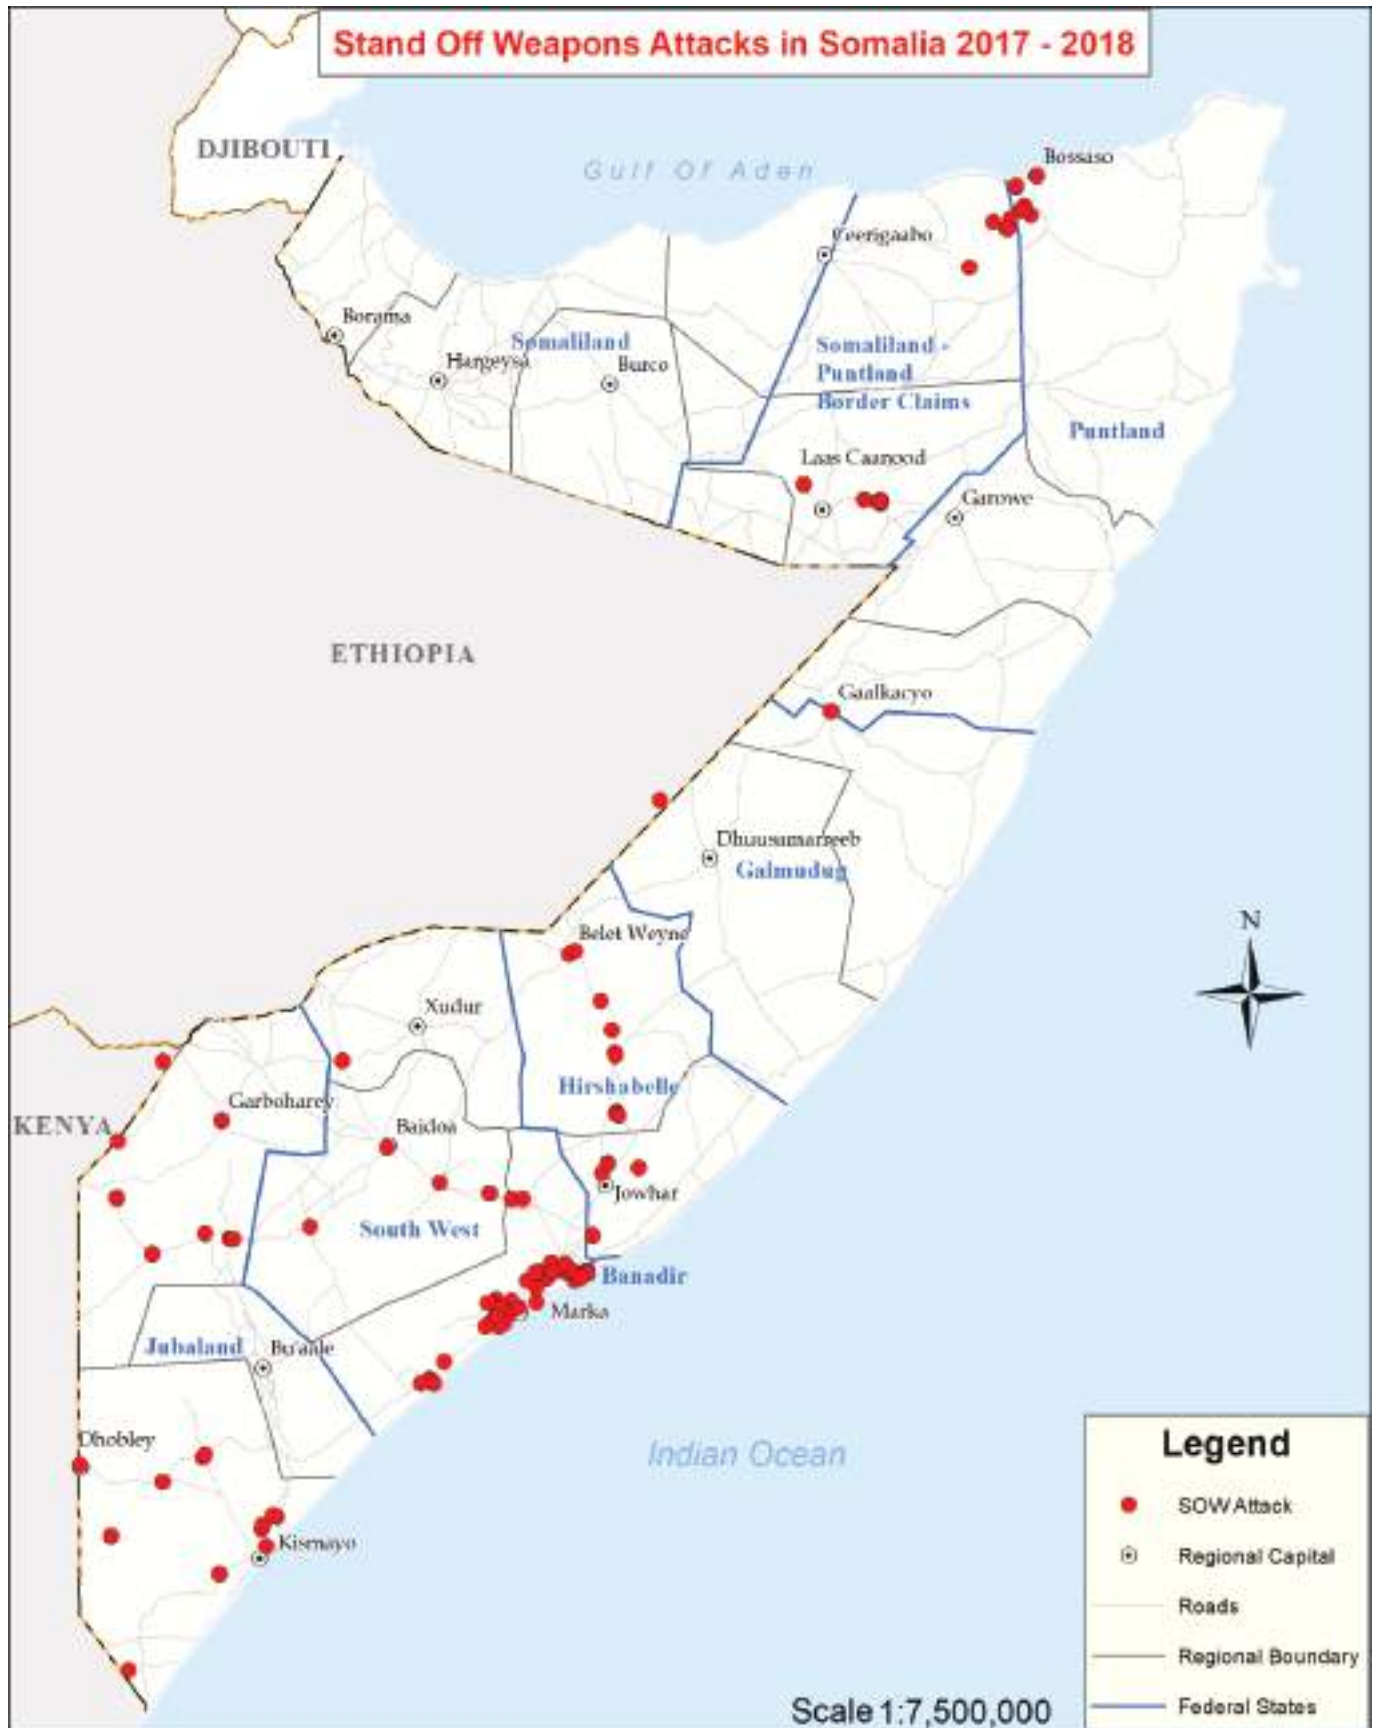 Stand Off Weapons Attacks in Somalia 2017 - 2018
DJIBOUTI
Gulf Of Aden
Bossaso
Ceerigaabo
Borama
Somaliland
Hargeysa
Burco
Somaliland -
Puntland
Border Claims
Puntland
Laas Caanood
Garowe
ETHIOPIA
Gaalkacyo
Dhuusamarreeb
Galmudug
Belet Weyne
N
Xudur
Hirshabelle
Garboharey
KENYA
Baidoa
Jowhar
South West
Banadir
Marka
Jubaland
Bu'aale
Dhobley
Indian Ocean
Kismayo
Legend
SOW Attack
Regional Capital
Roads
Regional Boundary
Federal States
Scale 1:7,500,000